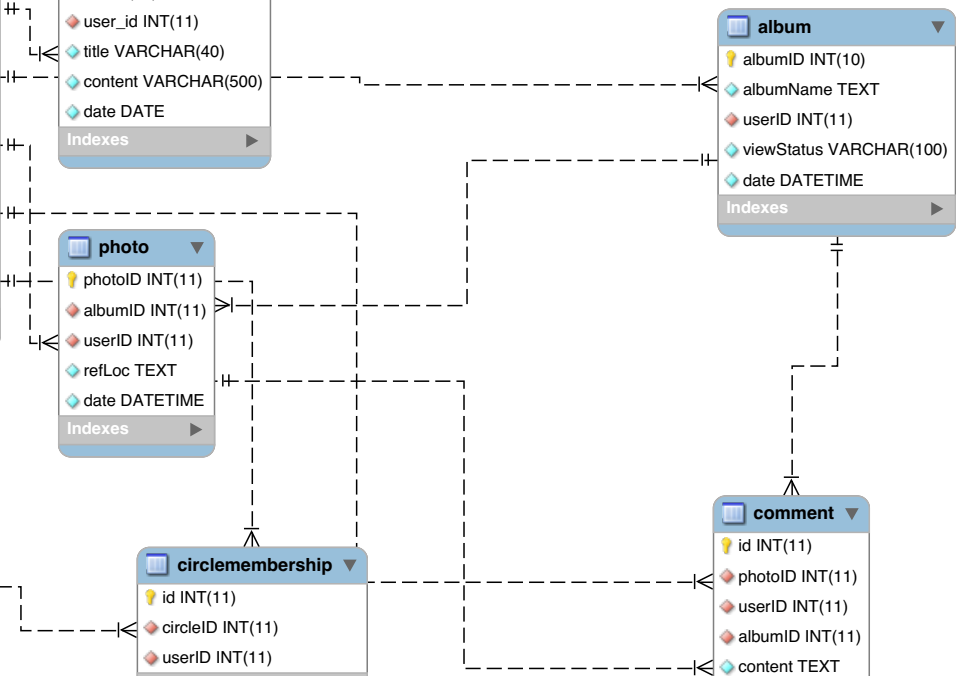 user_id INT(11)
title VARCHAR(40)
content VARCHAR(500)
date DATE
Indexes
album
albumID INT(10)
albumName TEXT
userID INT(11)
viewStatus VARCHAR(100)
date DATETIME
Indexes
photo
photoID INT(11)
albumID INT(11)
userID INT(11)
refLoc TEXT
date DATETIME
Indexes
circlemembership
id INT(11)
circleID INT(11)
userID INT(11)
comment
id INT(11)
photoID INT(11)
userID INT(11)
albumID INT(11)
content TEXT